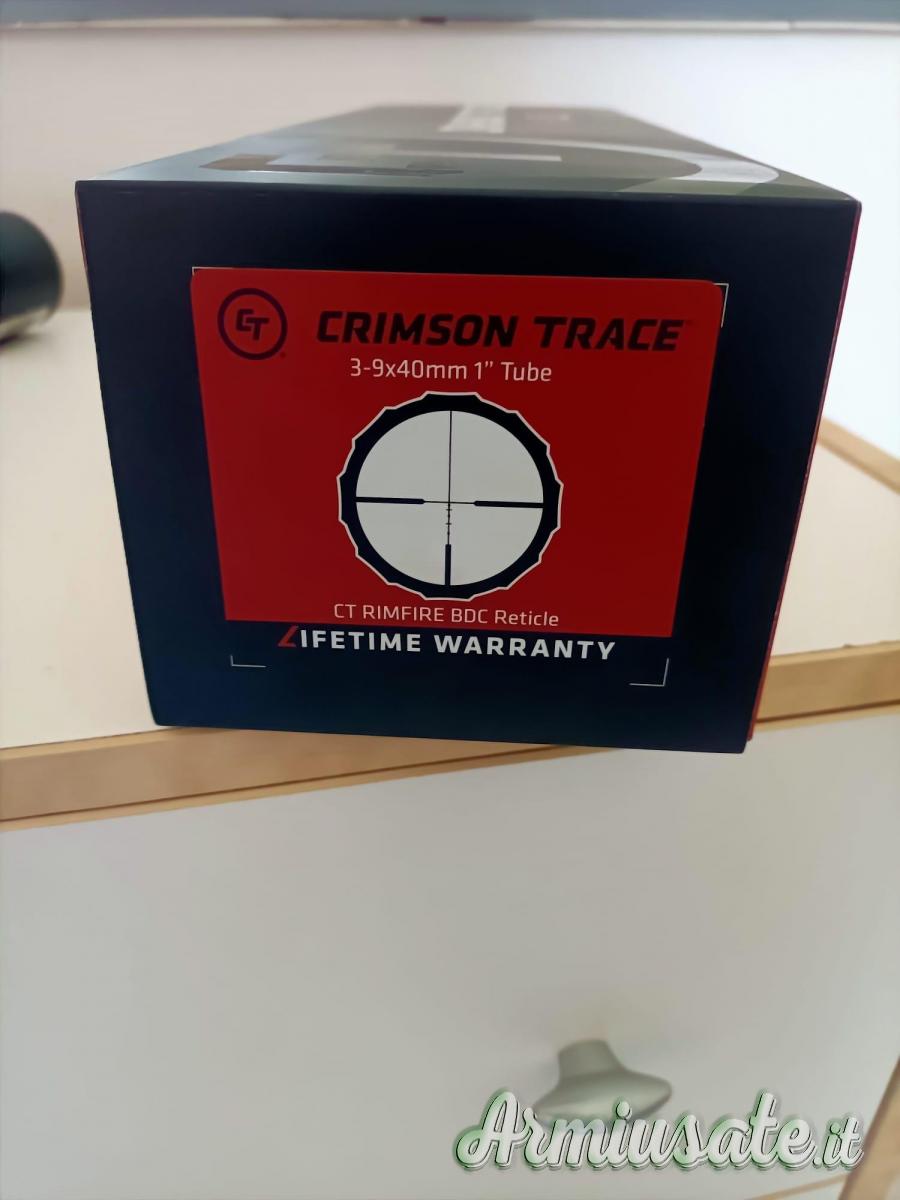 CT
CRIMSON TRACE
3-9x40mm 1" Tube
CT RIMFIRE BDC Reticle
LIFETIME WARRANTY
Armiusate.it